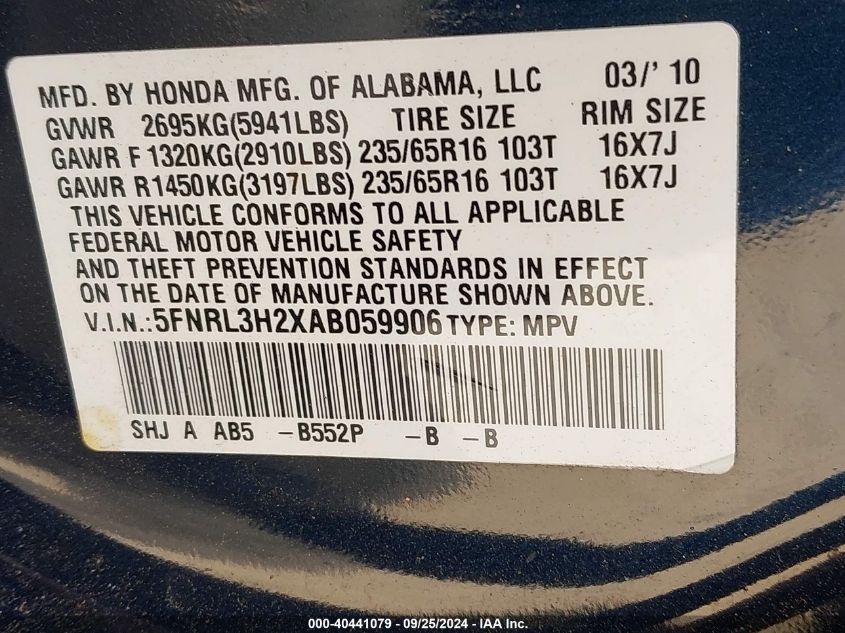 MFD. BY HONDA MFG. OF ALABAMA, LLC 03/' 10
GVWR 2695KG(5941LBS) TIRE SIZE RIM SIZE
GAWR F 1320KG(2910LBS) 235/65R16 103T 16X7J
GAWR R1450KG(3197LBS) 235/65R16 103T 16X7J
THIS VEHICLE CONFORMS TO ALL APPLICABLE
FEDERAL MOTOR VEHICLE SAFETY
AND THEFT PREVENTION STANDARDS IN EFFECT
ON THE DATE OF MANUFACTURE SHOWN ABOVE.
V.I.N.:5FNRL3H2XAB059906 TYPE: MPV
SHJ A AB5 -B552P -B -B
000-40441079 - 09/25/2024 - IAAI, Inc.